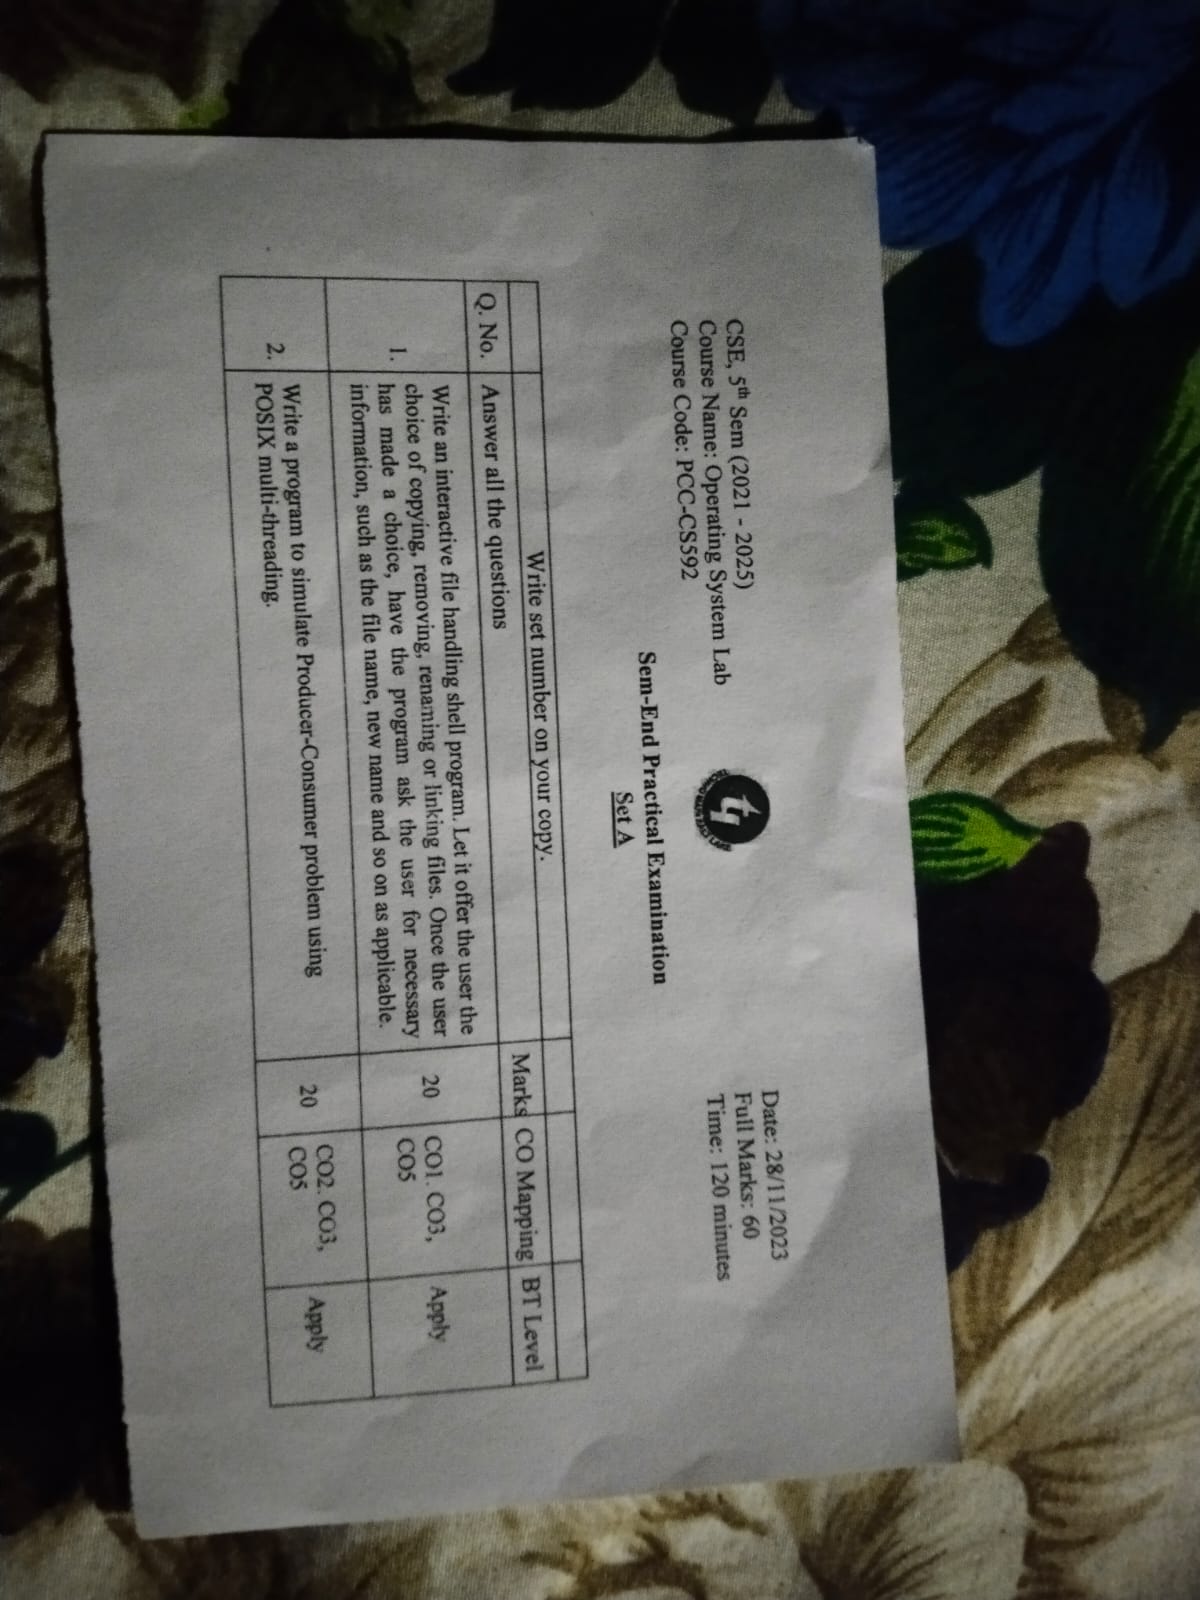 CSE, 5th Sem (2021 - 2025)
Course Name: Operating System Lab
Course Code: PCC-CS592
Date: 28/11/2023
Full Marks: 60
Time: 120 minutes
Sem-End Practical Examination
Set A
Write set number on your copy.
Q. No. Answer all the questions Marks CO Mapping BT Level
1. Write an interactive file handling shell program. Let it offer the user the
choice of copying, removing, renaming or linking files. Once the user
has made a choice, have the program ask the user for necessary
information, such as the file name, new name and so on as applicable.
20
CO1. CO3,
CO5
Apply
2. Write a program to simulate Producer-Consumer problem using
POSIX multi-threading.
20
CO2. CO3,
CO5
Apply